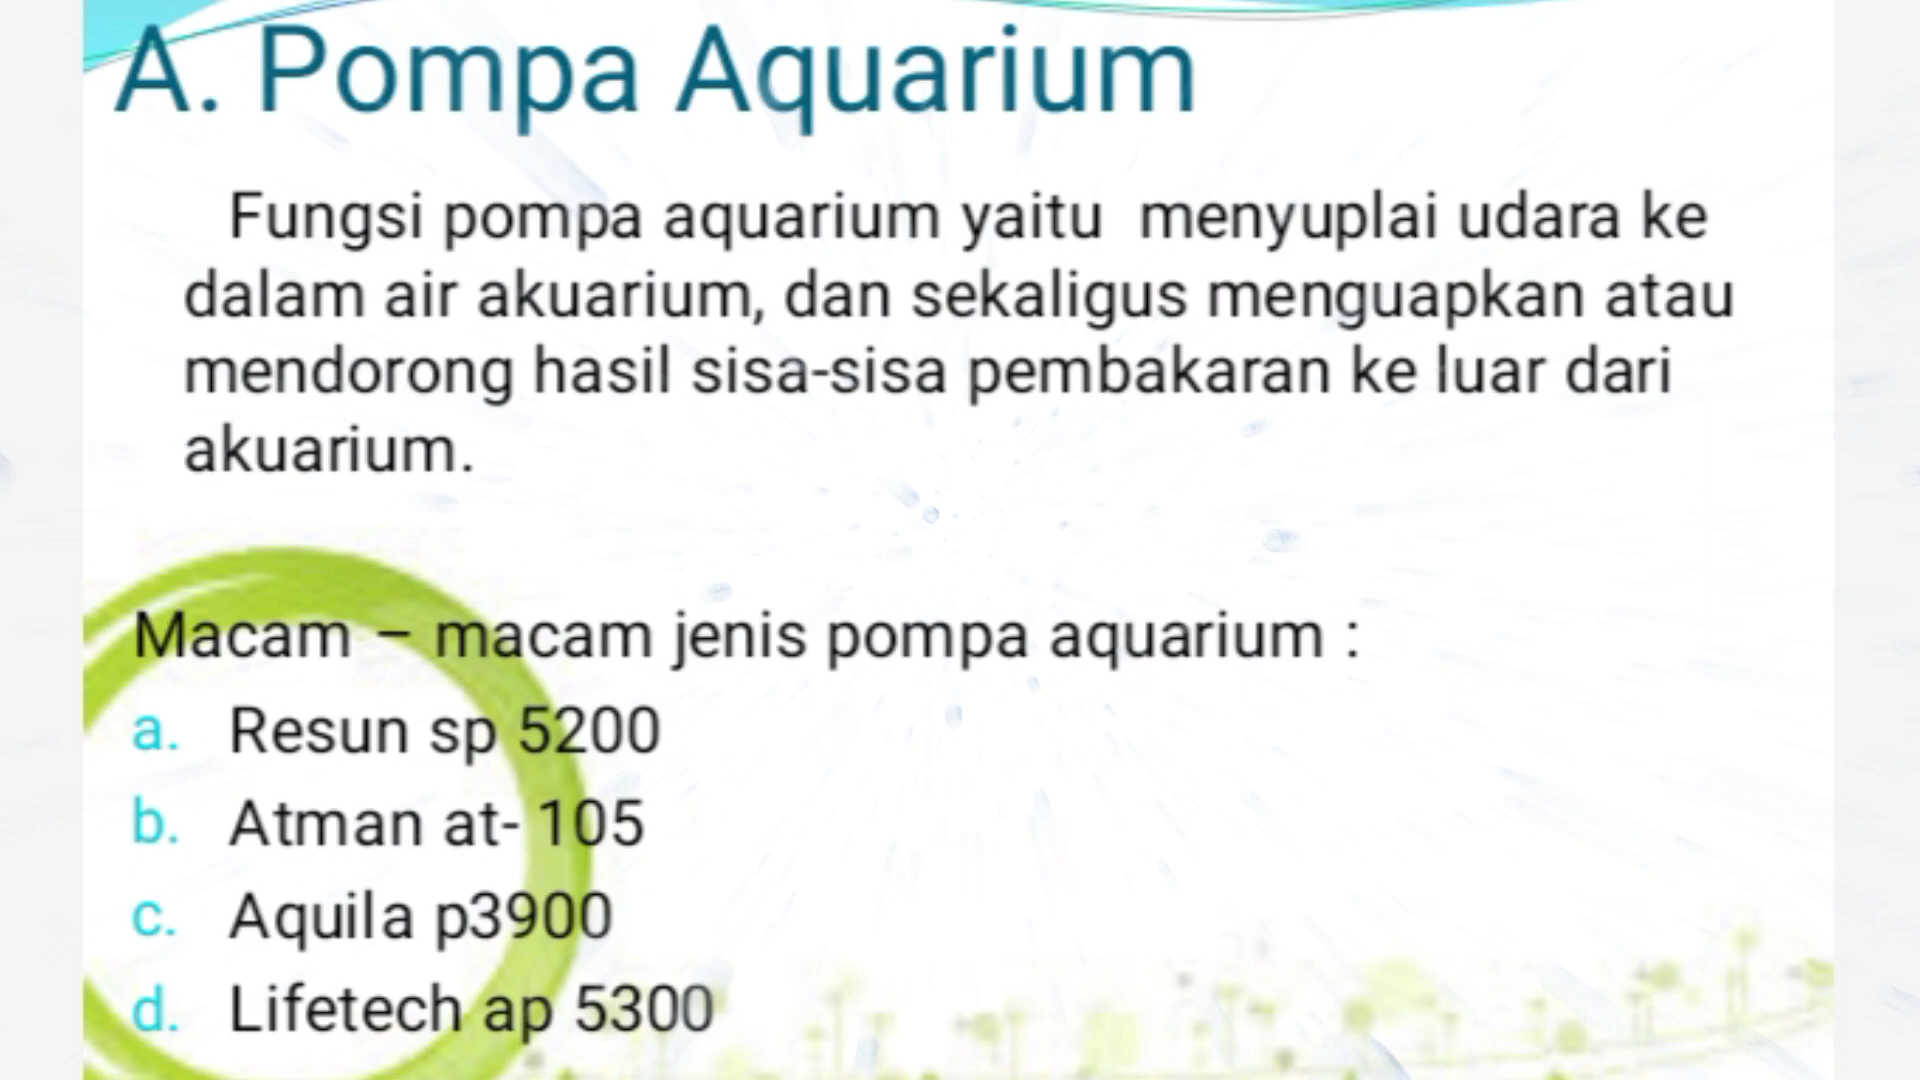 A. Pompa Aquarium
Fungsi pompa aquarium yaitu menyuplai udara ke
dalam air akuarium, dan sekaligus menguapkan atau
mendorong hasil sisa-sisa pembakaran ke luar dari
akuarium.
Macam – macam jenis pompa aquarium :
a. Resun sp 5200
b. Atman at- 105
c. Aquila p3900
d. Lifetech ap 5300